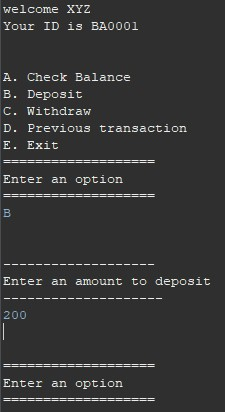 welcome XYZ
Your ID is BA0001
A. Check Balance
B. Deposit
C. Withdraw
D. Previous transaction
E. Exit
===================
Enter an option
===================
B
-------------------
Enter an amount to deposit
--------------------
200
===================
Enter an option
===================